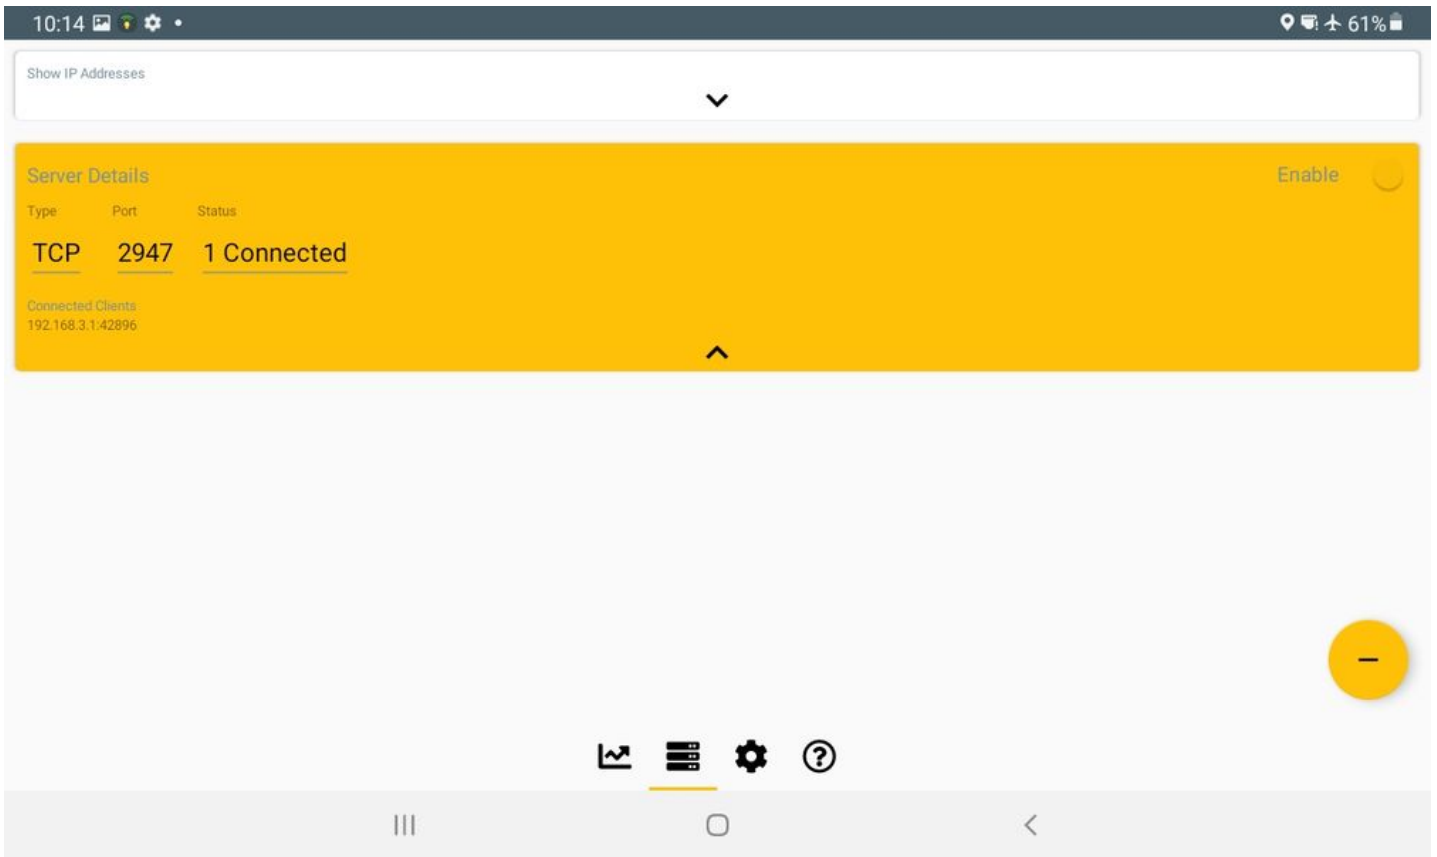 10:14 61%
Show IP Addresses
Server Details Enable
Type Port Status
TCP 2947 1 Connected
Connected Clients
192.168.3.1:42896